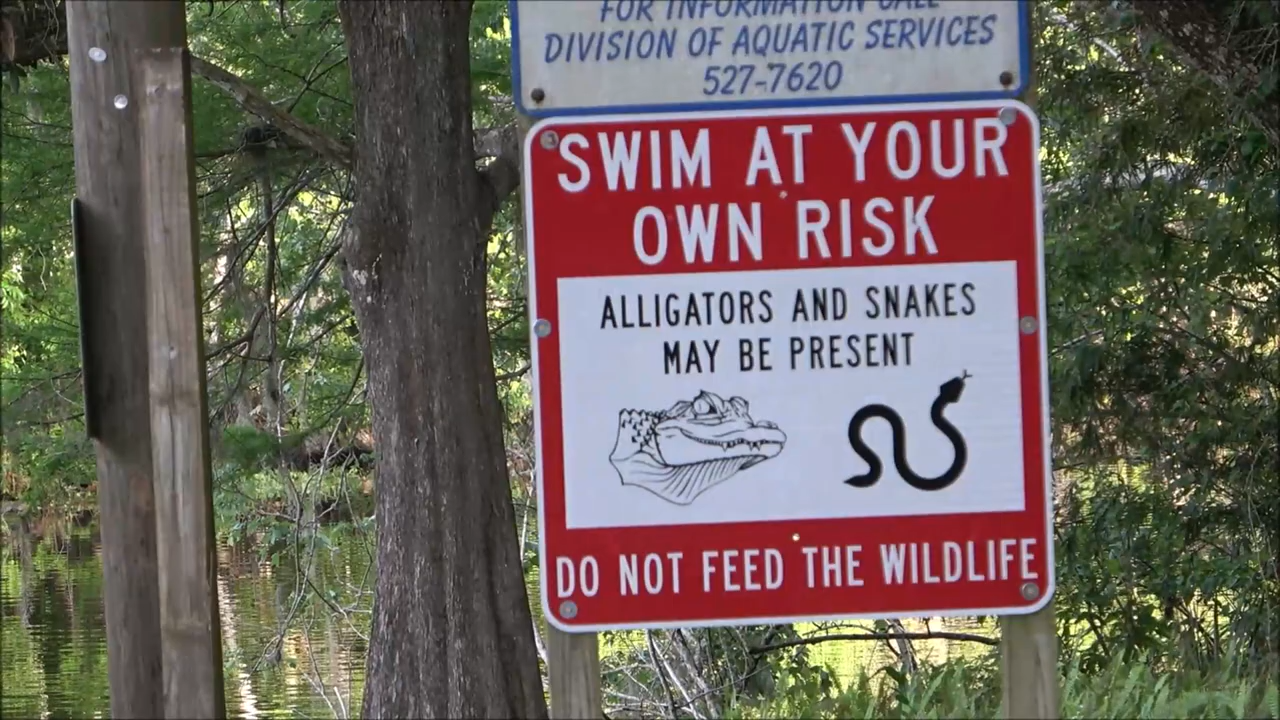 FOR INFORMATION CALL
DIVISION OF AQUATIC SERVICES
527-7620
SWIM AT YOUR
OWN RISK
ALLIGATORS AND SNAKES
MAY BE PRESENT
DO NOT FEED THE WILDLIFE